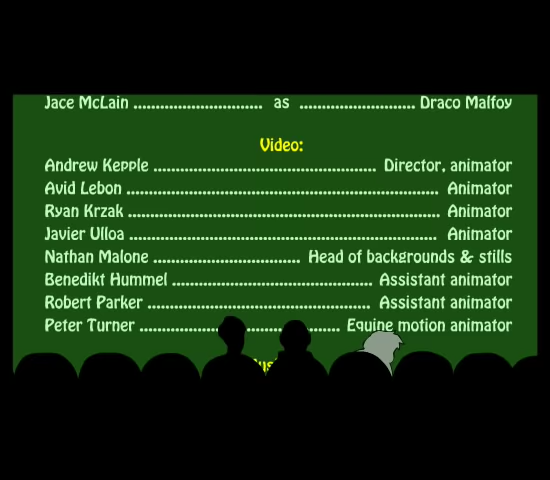 Jace McLain .............................. as ........................... Draco Malfoy
Video:
Andrew Kepple .................................................... Director, animator
Avid Lebon ........................................................................ Animator
Ryan Krzak ........................................................................ Animator
Javier Ulloa ....................................................................... Animator
Nathan Malone .................................. Head of backgrounds & stills
Benedikt Hummel .............................................. Assistant animator
Robert Parker .................................................... Assistant animator
Peter Turner .............................................. Equine motion animator